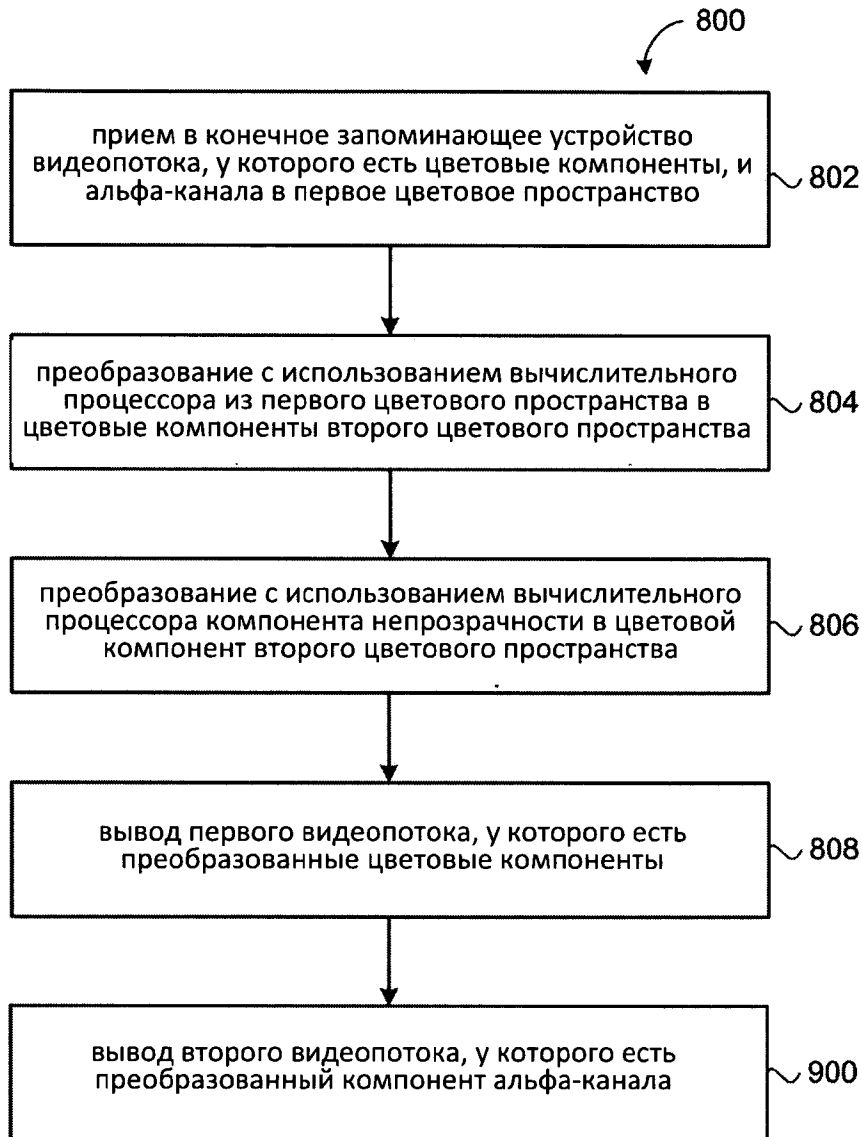 800
прием в конечное запоминающее устройство
видеопотока, у которого есть цветовые компоненты, и
альфа-канала в первое цветовое пространство
802
преобразование с использованием вычислительного
процессора из первого цветового пространства в
цветовые компоненты второго цветового пространства
804
преобразование с использованием вычислительного
процессора компонента непрозрачности в цветовой
компонент второго цветового пространства
806
вывод первого видеопотока, у которого есть
преобразованные цветовые компоненты
808
вывод второго видеопотока, у которого есть
преобразованный компонент альфа-канала
900